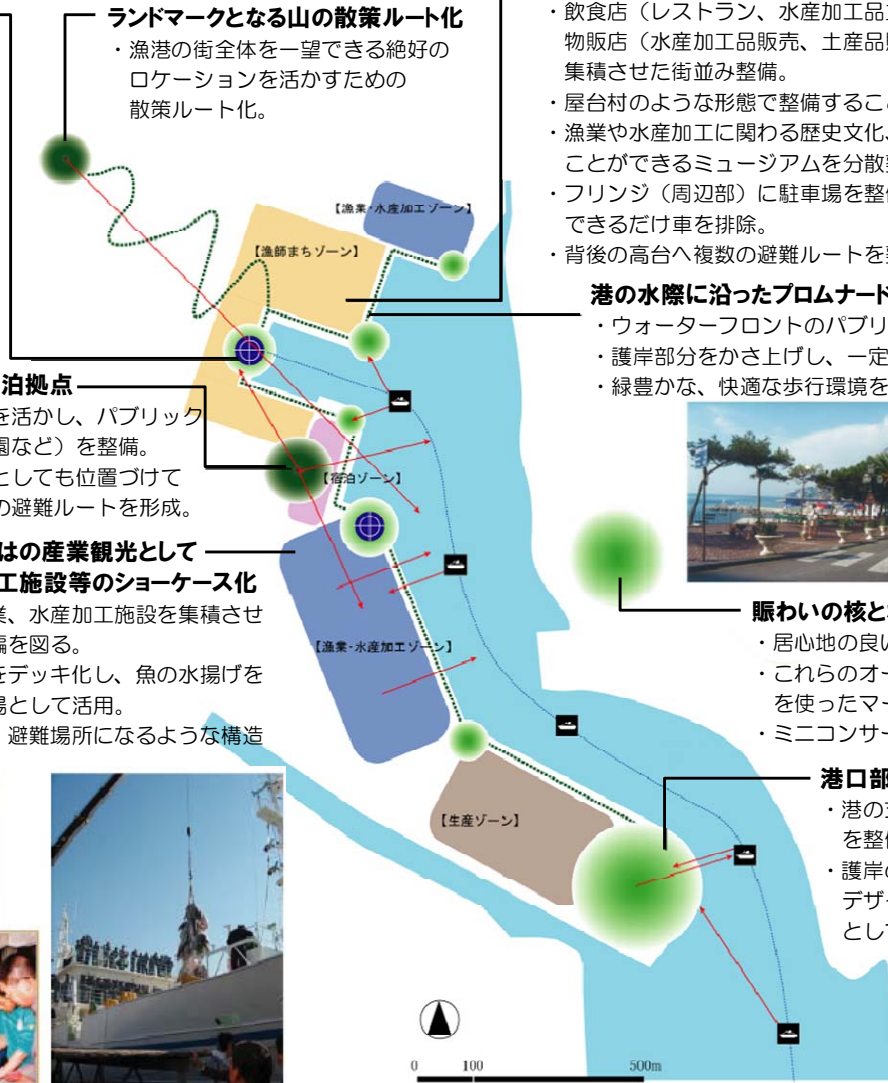 ランドマークとなる山の散策ルート化
・漁港の街全体を一望できる絶好の
ロケーションを活かすための
散策ルート化。
・飲食店（レストラン、水産加工品
物販店（水産加工品販売、土産品
集積させた街並み整備。
・屋台村のような形態で整備するこ
・漁業や水産加工に関わる歴史文化、
ことができるミュージアムを分散
・フリンジ（周辺部）に駐車場を整
できるだけ車を排除。
・背後の高台へ複数の避難ルートを
港の水際に沿ったプロムナード
・ウォーターフロントのパブリ
・護岸部分をかさ上げし、一定
・緑豊かな、快適な歩行環境を
【漁業・水産加工ゾーン】
【漁師まちゾーン】
泊拠点
を活かし、パブリック
園など）を整備。
としても位置づけて
の避難ルートを形成。
【宿泊ゾーン】
はの産業観光として
工施設等のショーケース化
業、水産加工施設を集積させ
編を図る。
をデッキ化し、魚の水揚げを
場として活用。
避難場所になるような構造
【漁業・水産加工ゾーン】
賑わいの核と
・居心地の良い
・これらのオー
を使ったマー
・ミニコンサー
港口部
・港の
を整
・護岸の
デザ
とし
【生産ゾーン】
0 100 500m